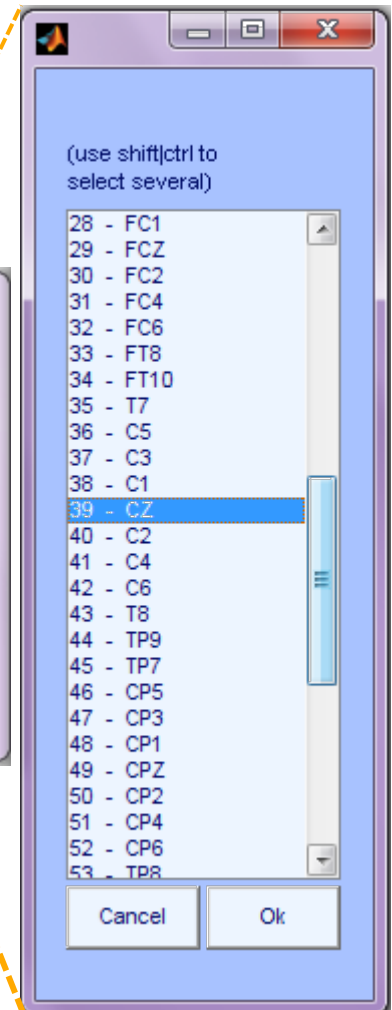 (use shift|ctrl to
select several)
28 - FC1
29 - FCZ
30 - FC2
31 - FC4
32 - FC6
33 - FT8
34 - FT10
35 - T7
36 - C5
37 - C3
38 - C1
39 - CZ
40 - C2
41 - C4
42 - C6
43 - T8
44 - TP9
45 - TP7
46 - CP5
47 - CP3
48 - CP1
49 - CPZ
50 - CP2
51 - CP4
52 - CP6
53 - TP8
Cancel Ok